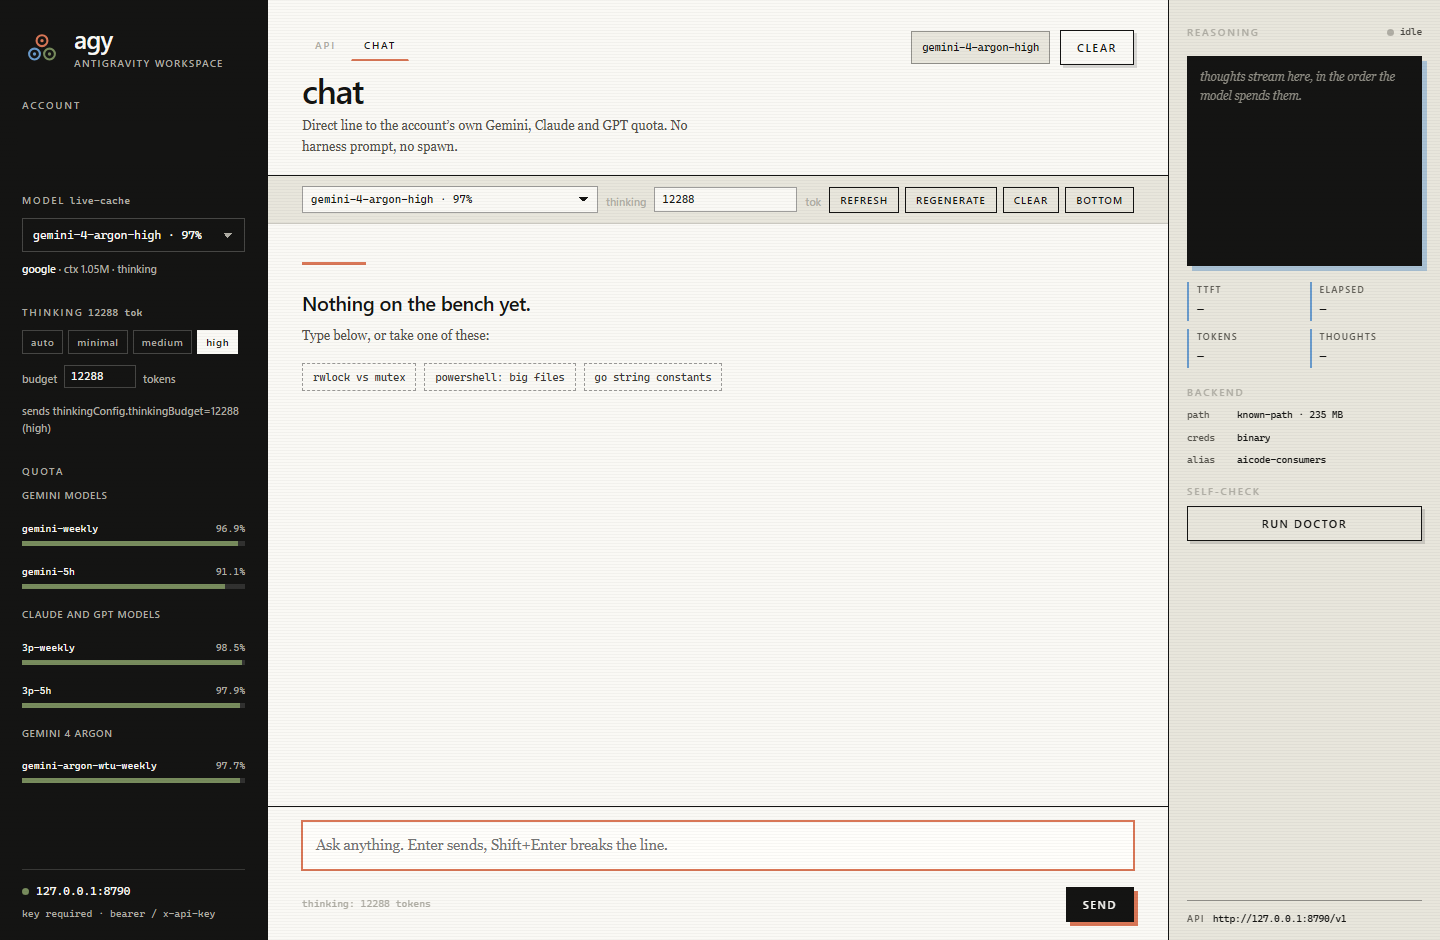 agy
ANTIGRAVITY WORKSPACE
ACCOUNT
MODEL live-cache
gemini-4-argon-high · 97%
google · ctx 1.05M · thinking
THINKING 12288 tok
auto minimal medium high
budget 12288 tokens
sends thinkingConfig.thinkingBudget=12288
(high)
QUOTA
GEMINI MODELS
gemini-weekly 96.9%
gemini-5h 91.1%
CLAUDE AND GPT MODELS
3p-weekly 98.5%
3p-5h 97.9%
GEMINI 4 ARGON
gemini-argon-wtu-weekly 97.7%
127.0.0.1:8790
key required · bearer / x-api-key
API CHAT
gemini-4-argon-high CLEAR
chat
Direct line to the account's own Gemini, Claude and GPT quota. No
harness prompt, no spawn.
gemini-4-argon-high · 97% thinking 12288 tok REFRESH REGENERATE CLEAR BOTTOM
Nothing on the bench yet.
Type below, or take one of these:
rwlock vs mutex powershell: big files go string constants
Ask anything. Enter sends, Shift+Enter breaks the line.
thinking: 12288 tokens SEND
REASONING idle
thoughts stream here, in the order the
model spends them.
TTFT ELAPSED
— —
TOKENS THOUGHTS
— —
BACKEND
path known-path · 235 MB
creds binary
alias aicode-consumers
SELF-CHECK
RUN DOCTOR
API http://127.0.0.1:8790/v1